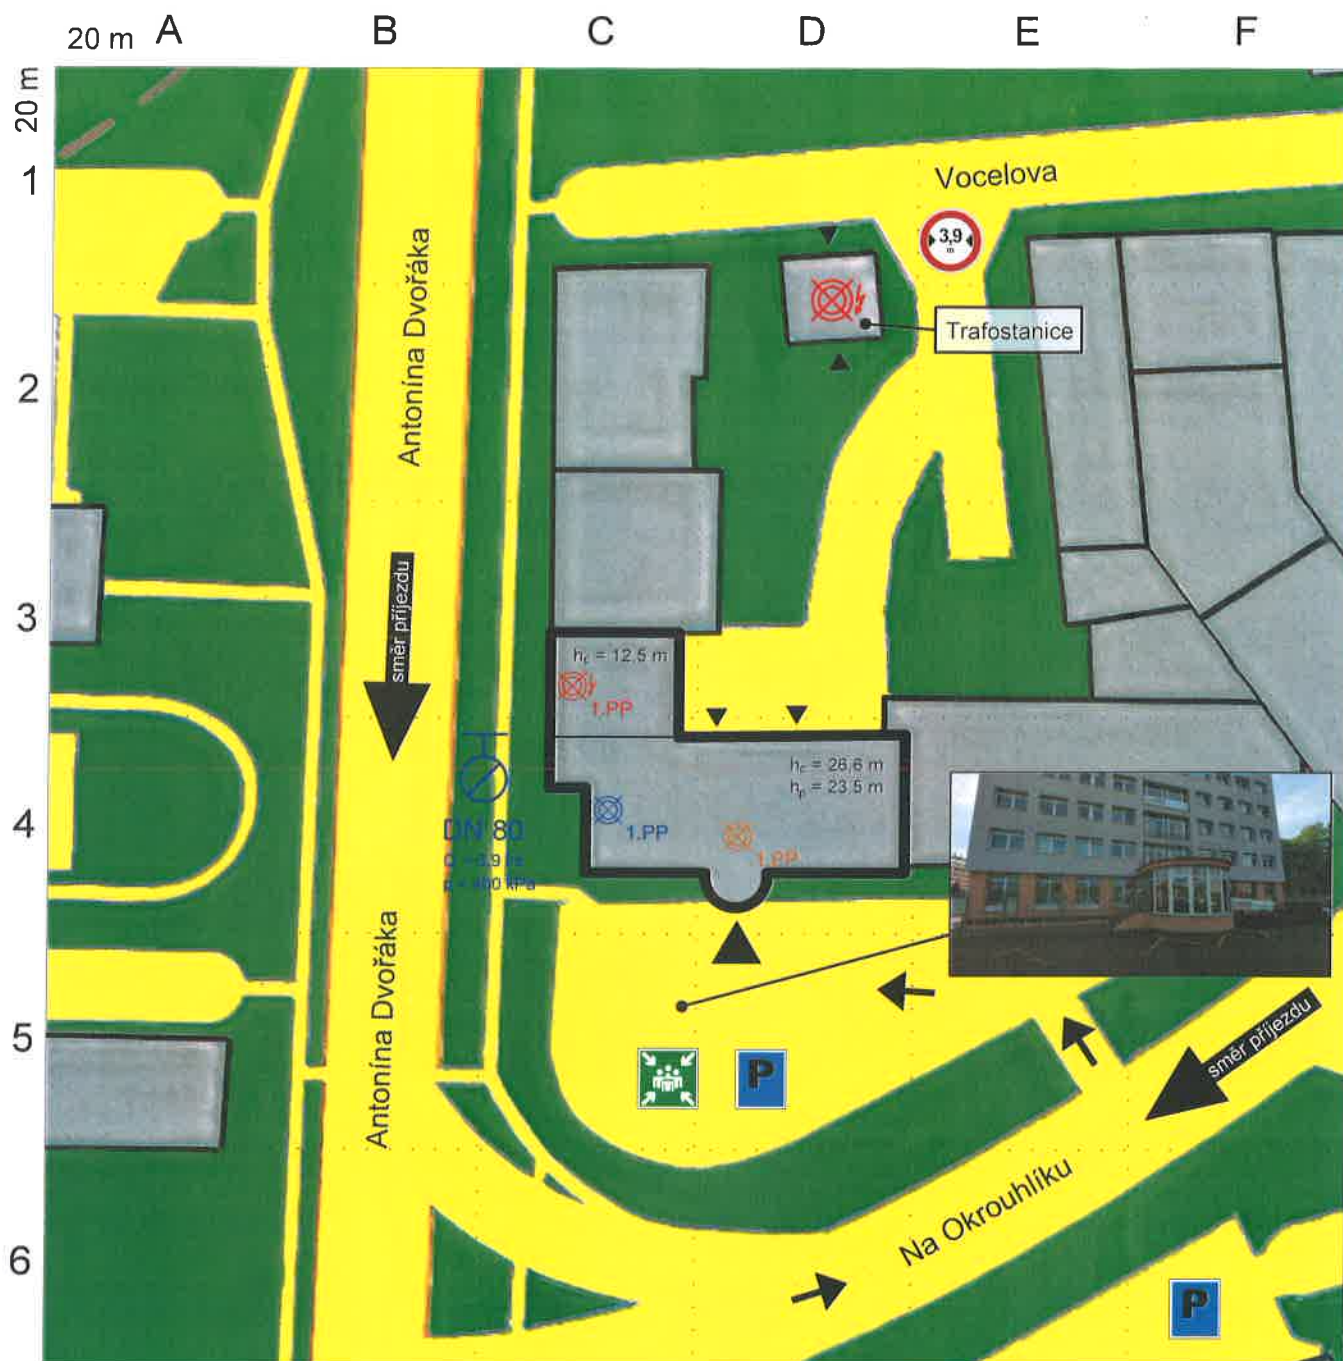 20 m A B C D E F
20 m
1
2
3
4
5
6
Vocelova
3,9
m
Antonína Dvořáka
Trafostanice
směr příjezdu
hc = 12,5 m
1.PP
hc = 26,6 m
hp = 23,5 m
1.PP
1.PP
DN 80
kPa
Antonína Dvořáka
směr příjezdu
P
Na Okrouhlíku
P